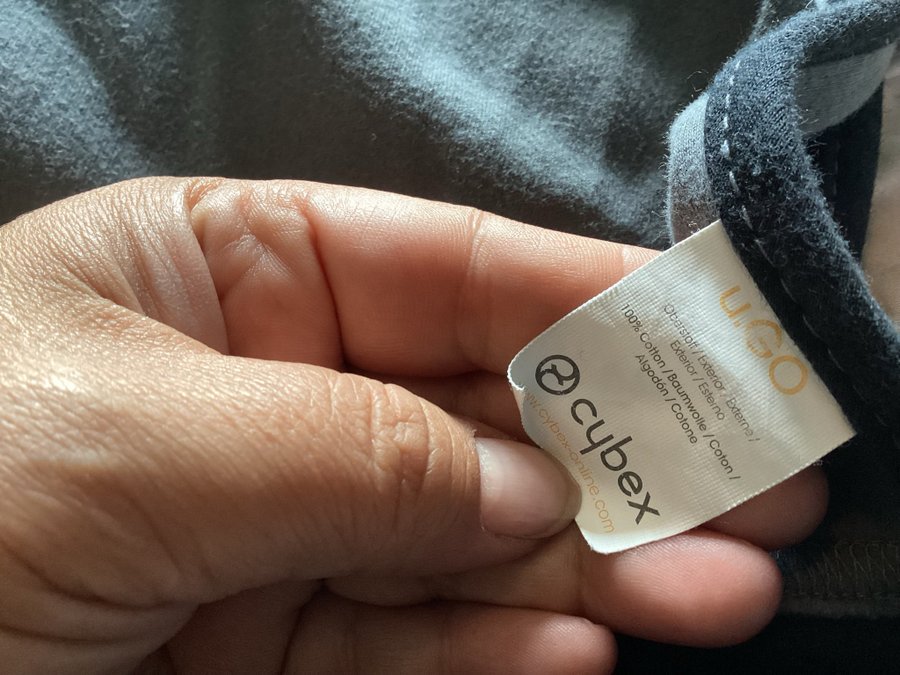 u.GO
Oberstoff / Exterior / Externe /
Exterior / Esterno
100% Cotton / Baumwolle / Coton /
Algodón / Cotone
cybex
www.cybex-online.com